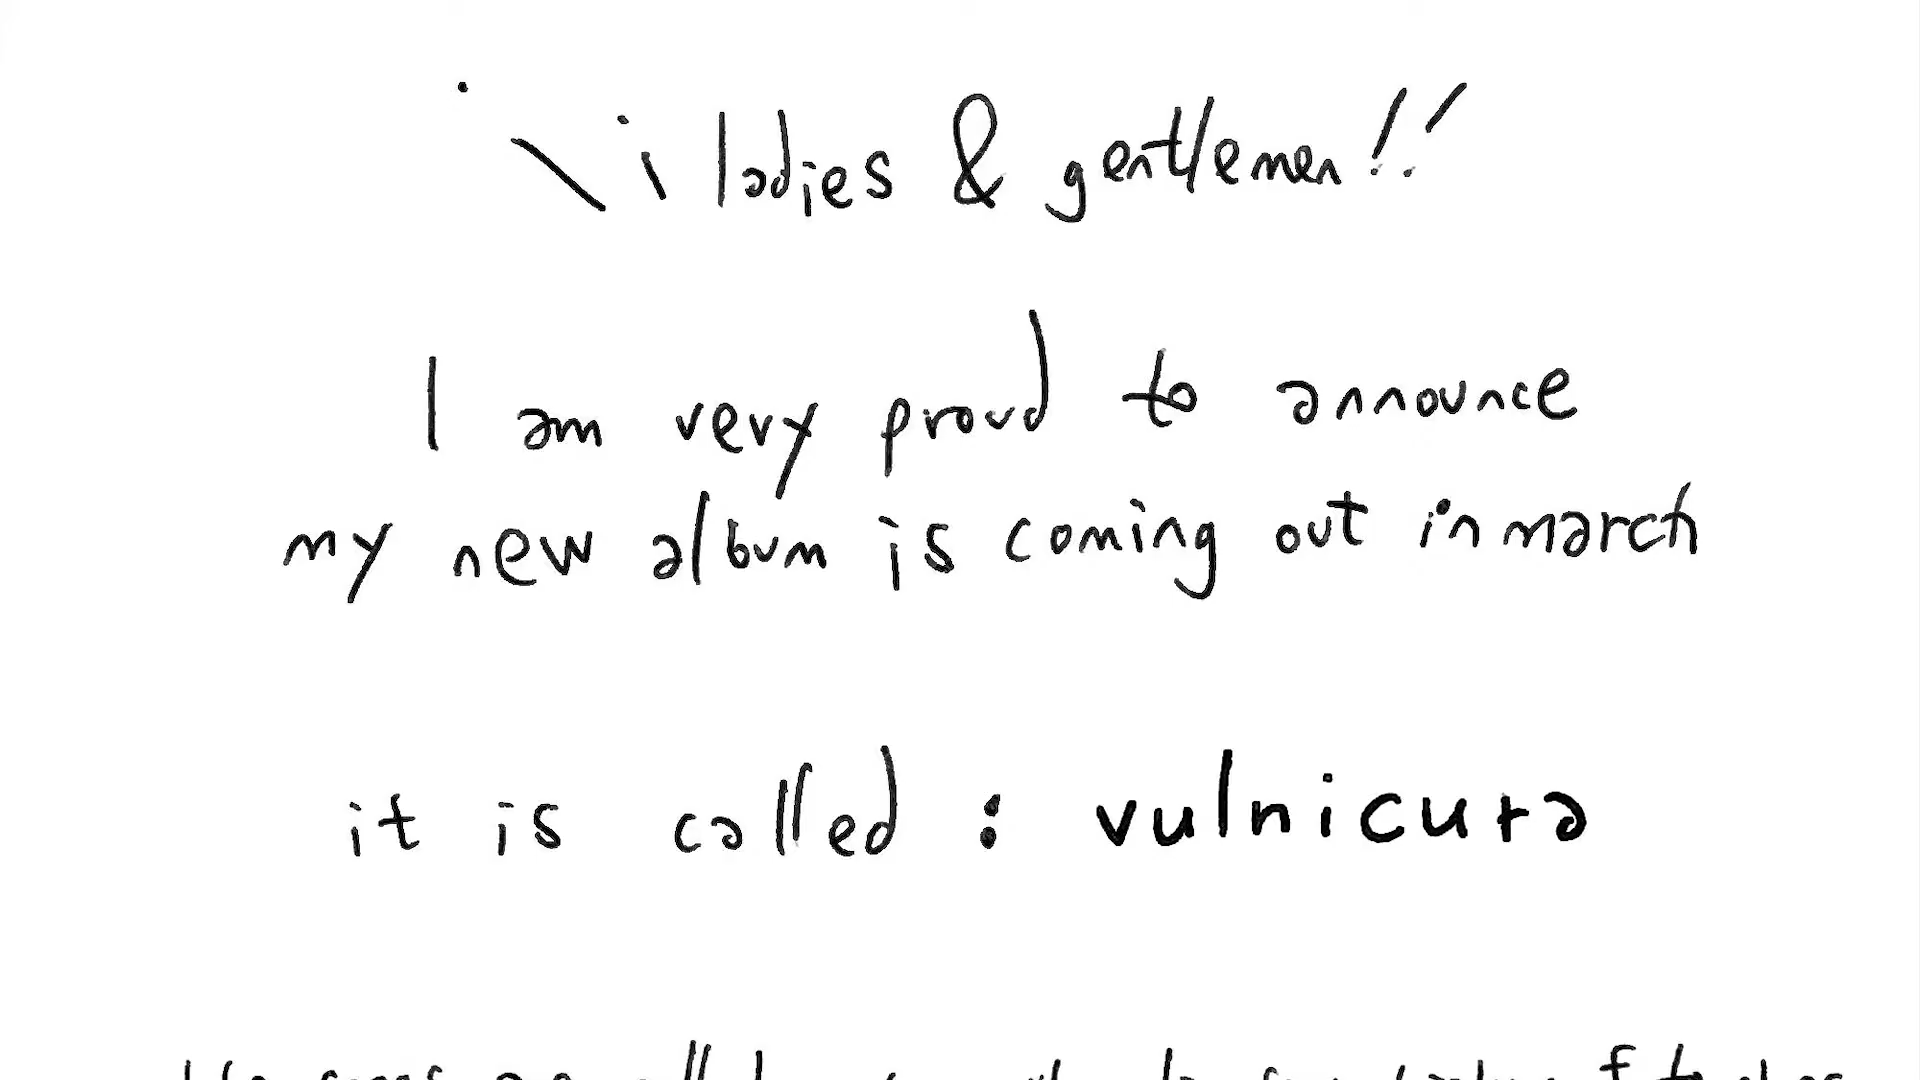 ¡¡ ladies & gentlemen!!
I am very proud to announce
my new album is coming out in march
it is called : vulnicura